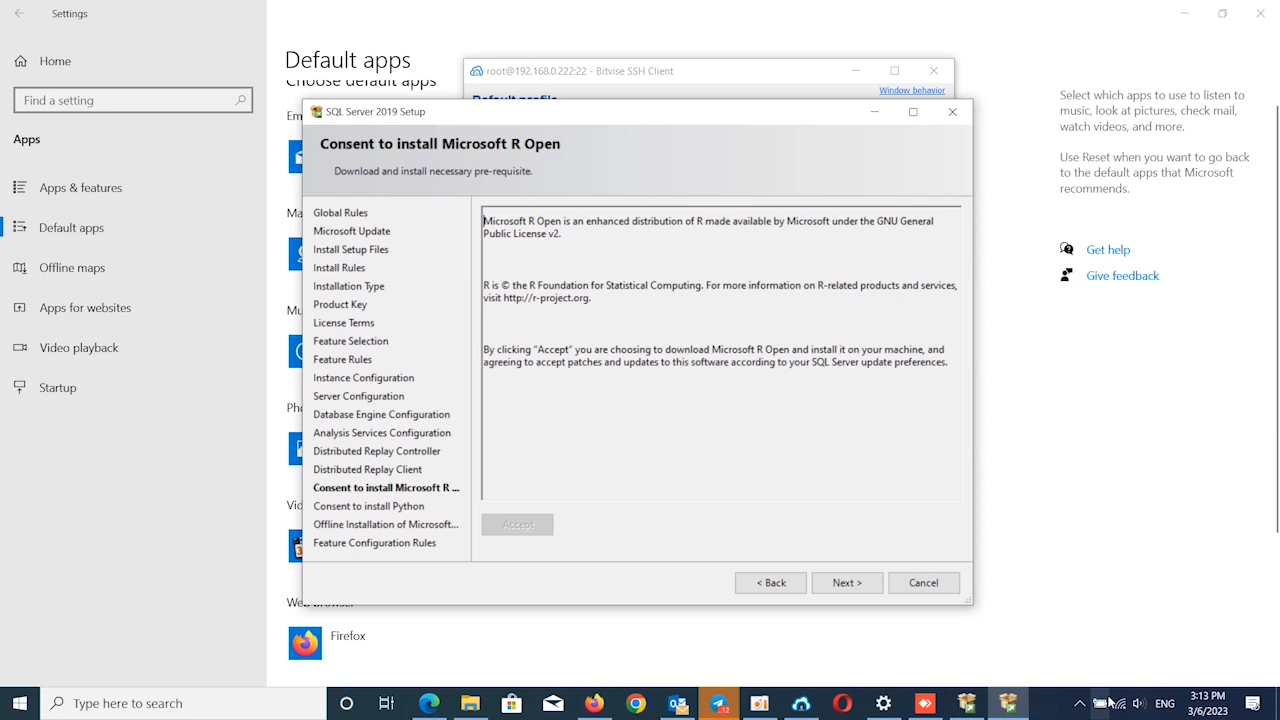 Settings
Home
Find a setting
Apps
Apps & features
Default apps
Offline maps
Apps for websites
Video playback
Startup
Default apps
Choose default apps
root@192.168.0.222:22 - Bitvise SSH Client
Window behavior
Default profile
SQL Server 2019 Setup
Consent to install Microsoft R Open
Download and install necessary pre-requisite.
Global Rules
Microsoft Update
Install Setup Files
Install Rules
Installation Type
Product Key
License Terms
Feature Selection
Feature Rules
Instance Configuration
Server Configuration
Database Engine Configuration
Analysis Services Configuration
Distributed Replay Controller
Distributed Replay Client
Consent to install Microsoft R ...
Consent to install Python
Offline Installation of Microsoft...
Feature Configuration Rules
Microsoft R Open is an enhanced distribution of R made available by Microsoft under the GNU General
Public License v2.
R is © the R Foundation for Statistical Computing. For more information on R-related products and services,
visit http://r-project.org.
By clicking "Accept" you are choosing to download Microsoft R Open and install it on your machine, and
agreeing to accept patches and updates to this software according to your SQL Server update preferences.
Accept
< Back
Next >
Cancel
Em
Ma
Mu
Pho
Vid
Web browser
Firefox
Select which apps to use to listen to
music, look at pictures, check mail,
watch videos, and more.
Use Reset when you want to go back
to the default apps that Microsoft
recommends.
Get help
Give feedback
Type here to search
12
ENG
3:13 PM
3/6/2023